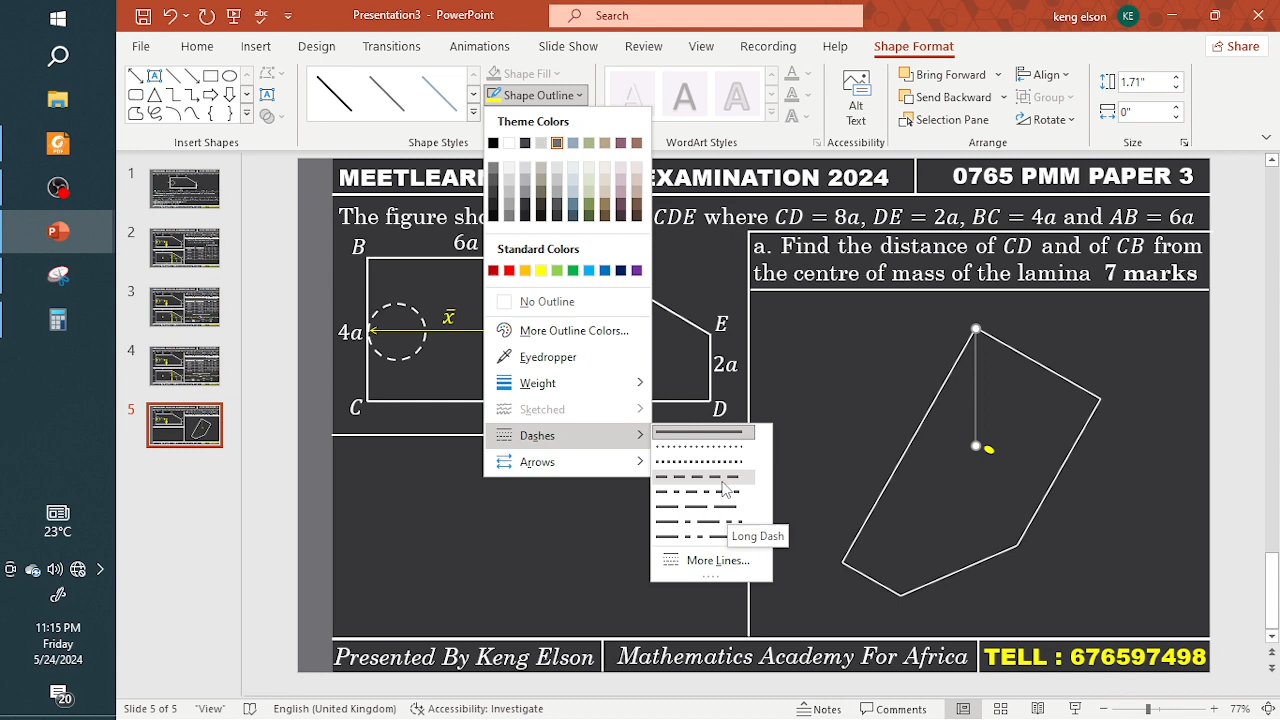 Presentation3 - PowerPoint
Search
keng elson
KE
File Home Insert Design Transitions Animations Slide Show Review View Recording Help Shape Format
Share
Shape Fill
Shape Outline
Bring Forward
Send Backward
Selection Pane
Align
Group
Rotate
Alt
Text
1.71"
0"
Insert Shapes
Shape Styles
WordArt Styles
Accessibility
Arrange
Size
Theme Colors
Standard Colors
No Outline
More Outline Colors...
Eyedropper
Weight
Sketched
Dashes
Arrows
Long Dash
More Lines...
1
2
3
4
5
MEETLEAR
EXAMINATION 2024
0765 PMM PAPER 3
The figure sho
CDE where CD = 8a, DE = 2a, BC = 4a and AB = 6a
B
6a
4a
x̅
E
2a
C
D
a. Find the distance of CD and of CB from
the centre of mass of the lamina 7 marks
Presented By Keng Elson
Mathematics Academy For Africa
TELL : 676597498
23°C
11:15 PM
Friday
5/24/2024
20
Slide 5 of 5
"View"
English (United Kingdom)
Accessibility: Investigate
Notes
Comments
77%